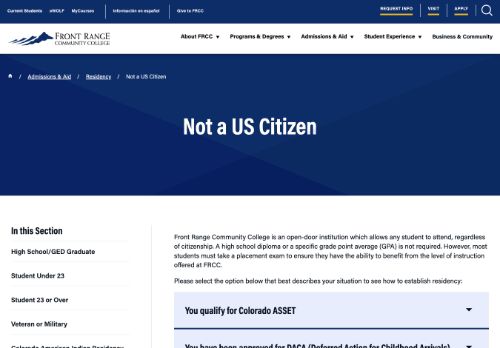 Current Students eWOLF MyCourses Información en español Give to FRCC REQUEST INFO VISIT APPLY
FRONT RANGE
COMMUNITY COLLEGE
About FRCC Programs & Degrees Admissions & Aid Student Experience Business & Community
/ Admissions & Aid / Residency / Not a US Citizen
Not a US Citizen
In this Section
High School/GED Graduate
Student Under 23
Student 23 or Over
Veteran or Military
Colorado American Indian Residency
Front Range Community College is an open-door institution which allows any student to attend, regardless
of citizenship. A high school diploma or a specific grade point average (GPA) is not required. However, most
students must take a placement exam to ensure they have the ability to benefit from the level of instruction
offered at FRCC.
Please select the option below that best describes your situation to see how to establish residency:
You qualify for Colorado ASSET
You have been approved for DACA (Deferred Action for Childhood Arrivals)